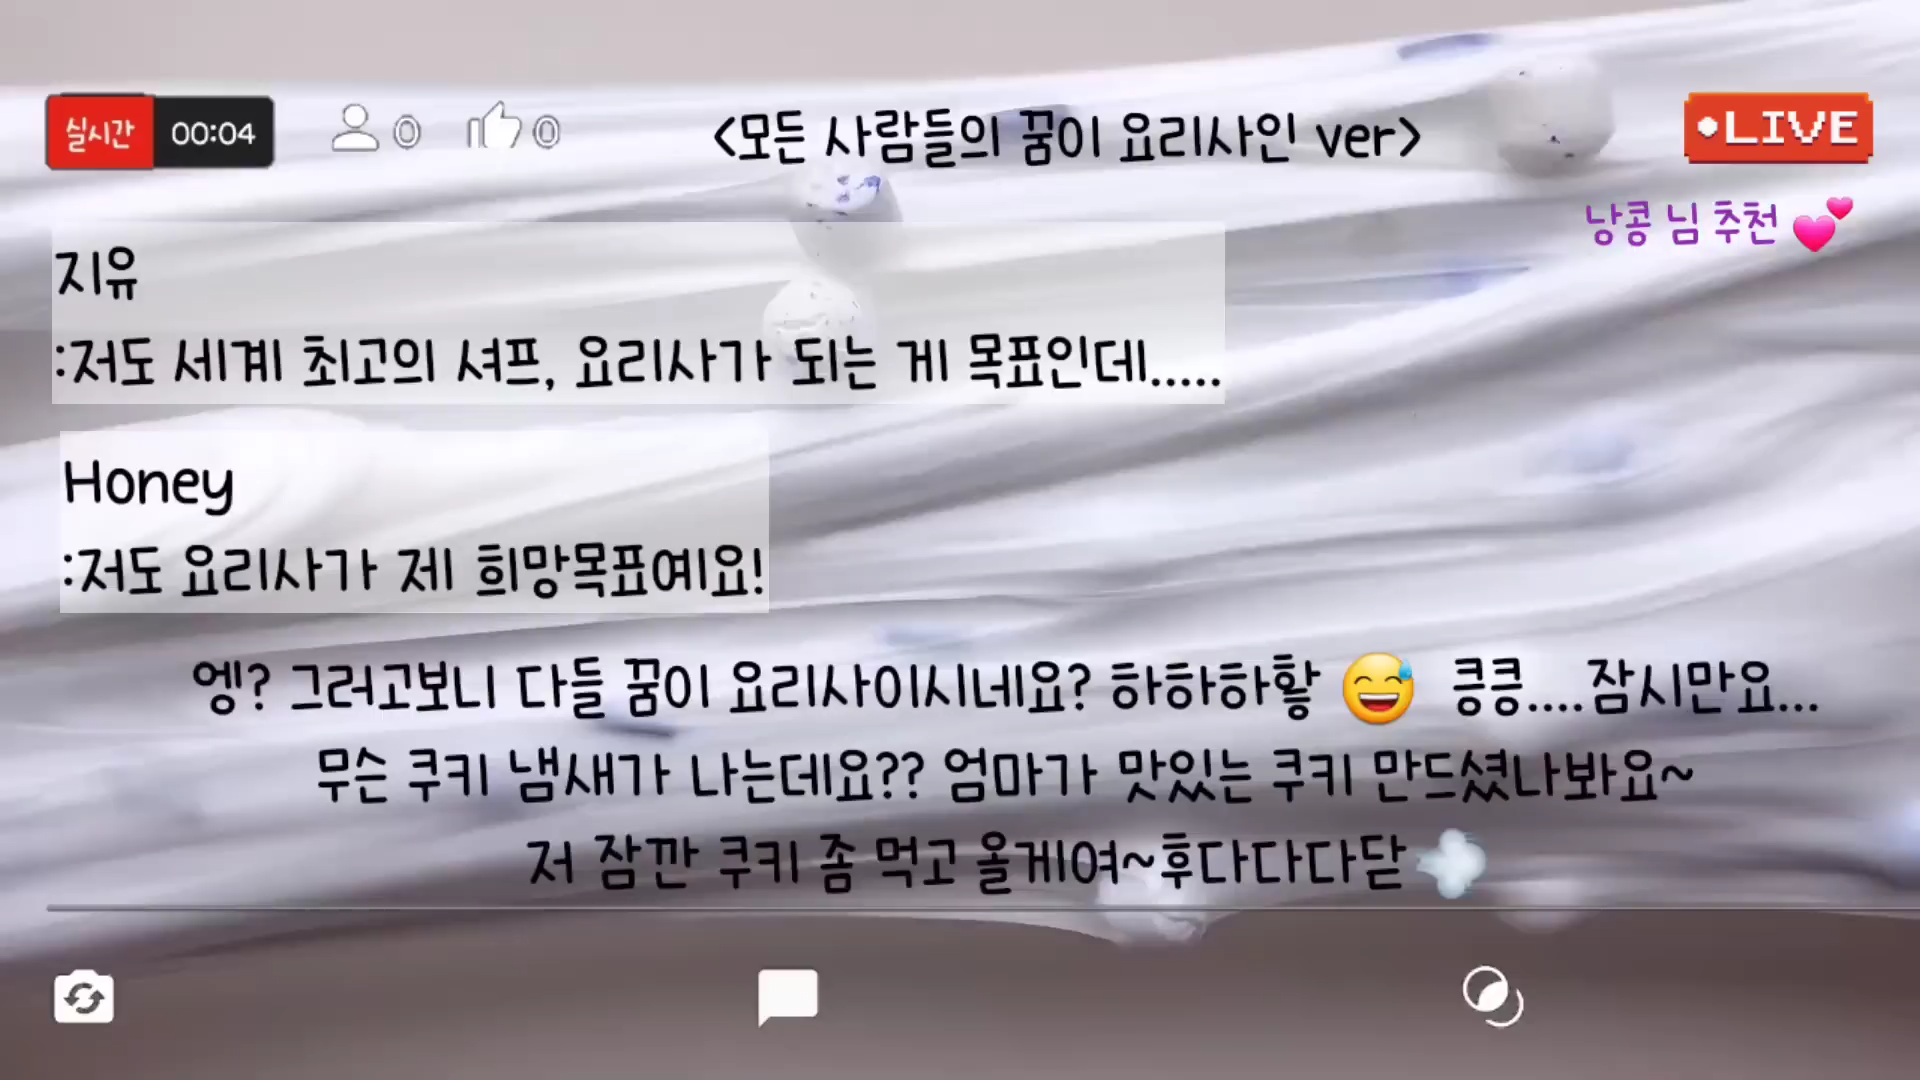 실시간 00:04 0 0 <모든 사람들의 꿈이 요리사인 ver> •LIVE
낭콩 님 추천 💕
지유
:저도 세계 최고의 셔프, 요리사가 되는 게 목표인데.....
Honey
:저도 요리사가 제 희망목표예요!
엥? 그러고보니 다들 꿈이 요리사이시네요? 하하하핳 😅 킁킁....잠시만요...
무슨 쿠키 냄새가 나는데요?? 엄마가 맛있는 쿠키 만드셨나봐요~
저 잠깐 쿠키 좀 먹고 올게여~후다다다닫 💨